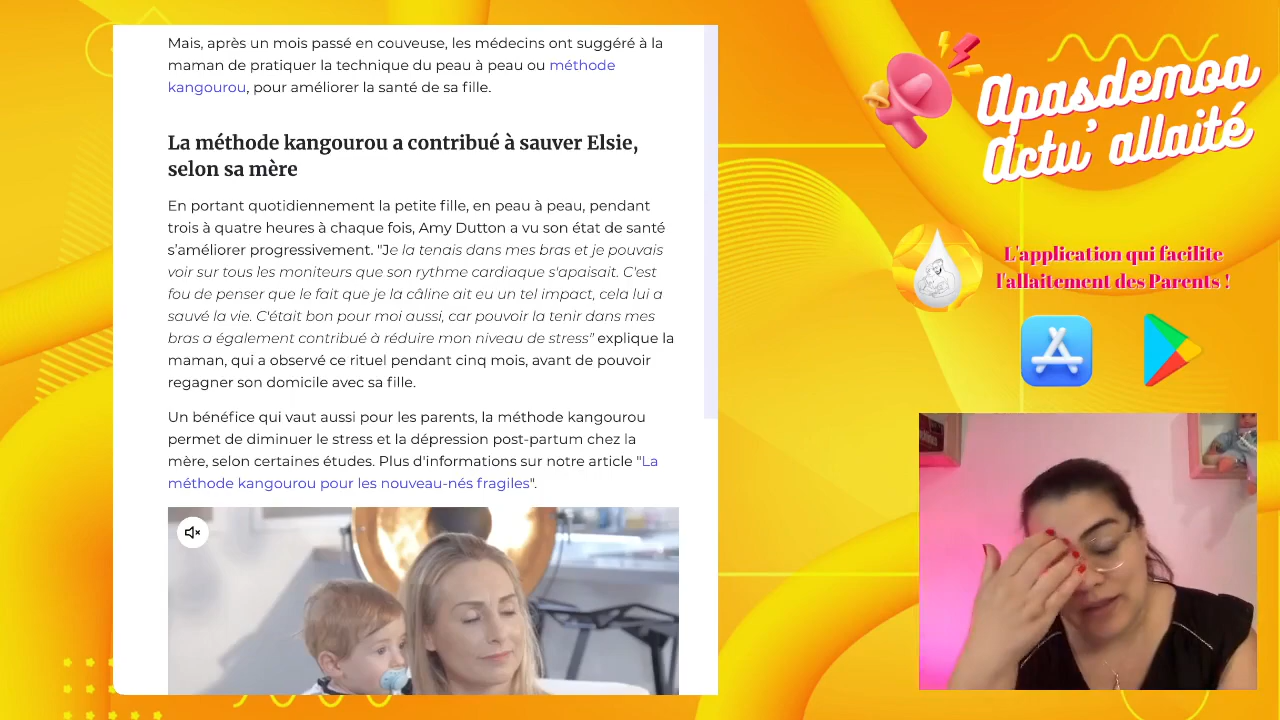 Mais, après un mois passé en couveuse, les médecins ont suggéré à la
maman de pratiquer la technique du peau à peau ou méthode
kangourou, pour améliorer la santé de sa fille.
La méthode kangourou a contribué à sauver Elsie,
selon sa mère
En portant quotidiennement la petite fille, en peau à peau, pendant
trois à quatre heures à chaque fois, Amy Dutton a vu son état de santé
s'améliorer progressivement. "Je la tenais dans mes bras et je pouvais
voir sur tous les moniteurs que son rythme cardiaque s'apaisait. C'est
fou de penser que le fait que je la câline ait eu un tel impact, cela lui a
sauvé la vie. C'était bon pour moi aussi, car pouvoir la tenir dans mes
bras a également contribué à réduire mon niveau de stress" explique la
maman, qui a observé ce rituel pendant cinq mois, avant de pouvoir
regagner son domicile avec sa fille.
Un bénéfice qui vaut aussi pour les parents, la méthode kangourou
permet de diminuer le stress et la dépression post-partum chez la
mère, selon certaines études. Plus d'informations sur notre article "La
méthode kangourou pour les nouveau-nés fragiles".
Apasdemoa
Actu' allaité
L'application qui facilite
l'allaitement des Parents !